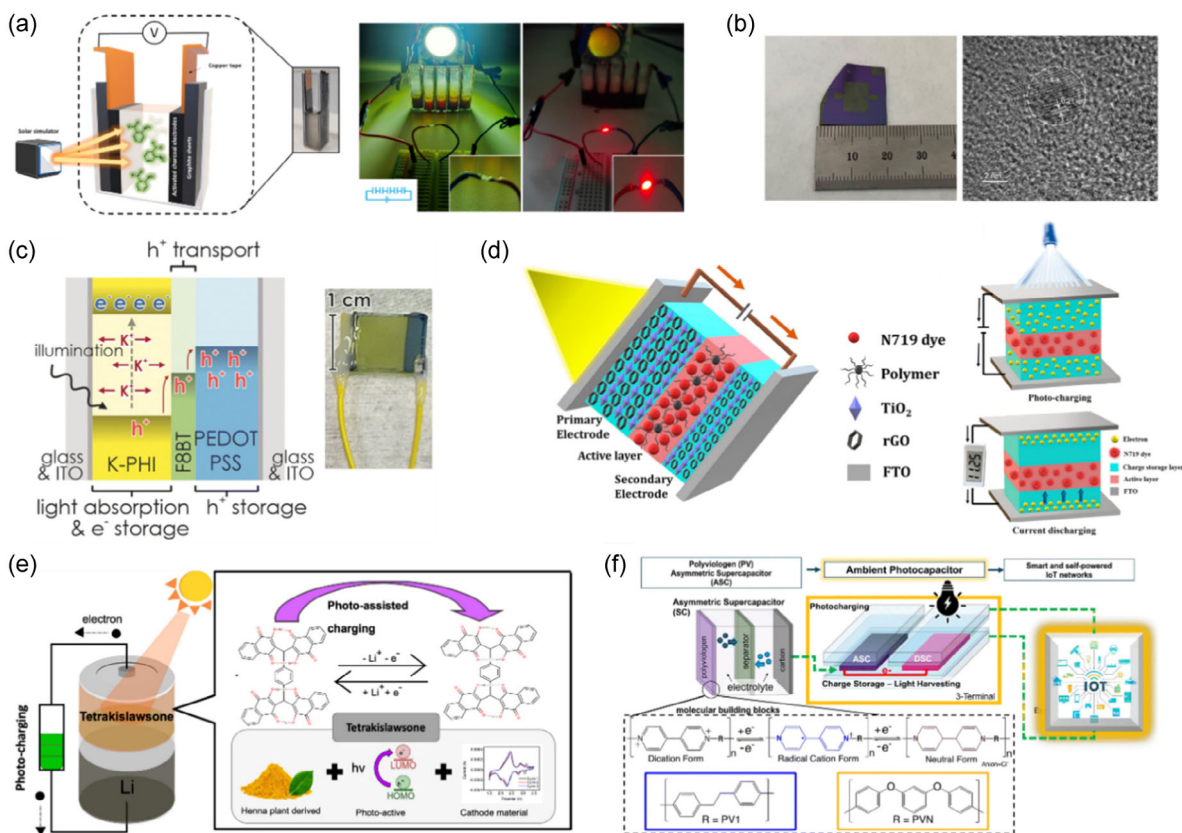 (a)
V
Copper tape
Solar simulator
Activated charcoal electrodes
Graphite sheets
(b)
10 20 30
2 nm
(c)
h⁺ transport
e⁻ e⁻ e⁻ e⁻
1 cm
K⁺
illumination
K⁺
h⁺
h⁺ h⁺
h⁺ h⁺
K⁺
h⁺
h⁺
glass & ITO
K-PHI
F8BT
PEDOT PSS
glass & ITO
light absorption & e⁻ storage
h⁺ storage
(d)
N719 dye
Polymer
TiO₂
rGO
FTO
Primary Electrode
Active layer
Secondary Electrode
Photo-charging
11.25
Electron
N719 dye
Charge storage layer
Active layer
FTO
Current discharging
(e)
electron
Photo-charging
Tetrakislawsone
Li
Photo-assisted charging
- Li⁺ - e⁻
+ Li⁺ + e⁻
Tetrakislawsone
hν
LUMO
HOMO
Henna plant derived
Photo-active
Cathode material
(f)
Polyviologen (PV)
Asymmetric Supercapacitor
(ASC)
Ambient Photocapacitor
Smart and self-powered
IoT networks
Asymmetric Supercapacitor
(SC)
polyviologen
separator
carbon
electrolyte
Photocharging
ASC
DSC
e⁻
Charge Storage – Light Harvesting
3-Terminal
IOT
molecular building blocks
+e⁻
-e⁻
+e⁻
-e⁻
Dication Form
Radical Cation Form
Neutral Form
Anion=Cl⁻
R = PV1
R = PVN